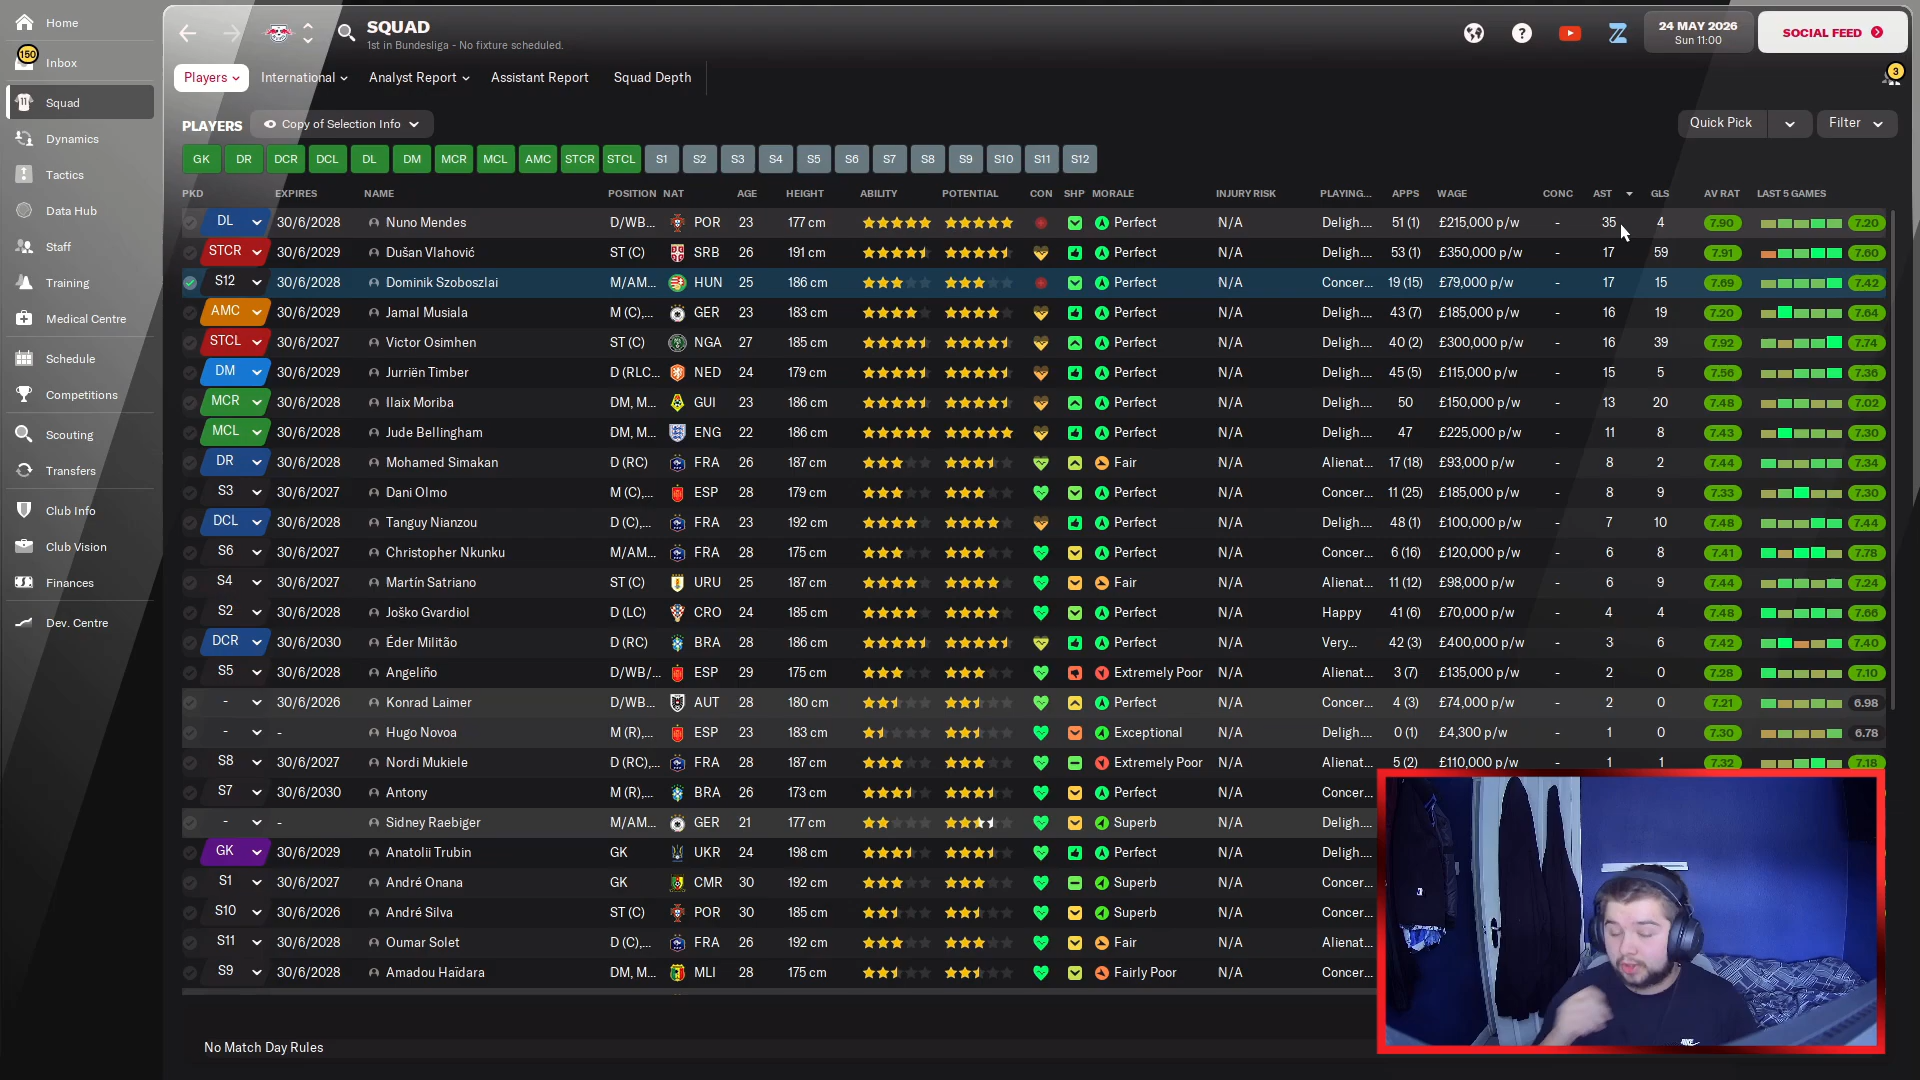 Home
150
Inbox
Squad
Dynamics
Tactics
Data Hub
Staff
Training
Medical Centre
Schedule
Competitions
Scouting
Transfers
Club Info
Club Vision
Finances
Dev. Centre
SQUAD
1st in Bundesliga - No fixture scheduled.
24 MAY 2026
Sun 11:00
SOCIAL FEED
3
Players International Analyst Report Assistant Report Squad Depth
PLAYERS Copy of Selection Info Quick Pick Filter
GK DR DCR DCL DL DM MCR MCL AMC STCR STCL S1 S2 S3 S4 S5 S6 S7 S8 S9 S10 S11 S12
PKD EXPIRES NAME POSITION NAT AGE HEIGHT ABILITY POTENTIAL CON SHP MORALE INJURY RISK PLAYING... APPS WAGE CONC AST GLS AV RAT LAST 5 GAMES
DL 30/6/2028 Nuno Mendes D/WB... POR 23 177 cm Perfect N/A Deligh.... 51 (1) £215,000 p/w - 35 4 7.90 7.20
STCR 30/6/2029 Dušan Vlahović ST (C) SRB 26 191 cm Perfect N/A Deligh.... 53 (1) £350,000 p/w - 17 59 7.91 7.60
S12 30/6/2028 Dominik Szoboszlai M/AM... HUN 25 186 cm Perfect N/A Concer... 19 (15) £79,000 p/w - 17 15 7.69 7.42
AMC 30/6/2029 Jamal Musiala M (C),... GER 23 183 cm Perfect N/A Deligh.... 43 (7) £185,000 p/w - 16 19 7.20 7.64
STCL 30/6/2027 Victor Osimhen ST (C) NGA 27 185 cm Perfect N/A Deligh.... 40 (2) £300,000 p/w - 16 39 7.92 7.74
DM 30/6/2028 Jurriën Timber D (RLC... NED 24 179 cm Perfect N/A Deligh.... 45 (5) £115,000 p/w - 15 5 7.56 7.36
MCR 30/6/2028 Ilaix Moriba DM, M... GUI 23 186 cm Perfect N/A Deligh.... 50 £150,000 p/w - 13 20 7.48 7.02
MCL 30/6/2028 Jude Bellingham DM, M... ENG 22 186 cm Perfect N/A Deligh.... 47 £225,000 p/w - 11 8 7.43 7.30
DR 30/6/2028 Mohamed Simakan D (RC) FRA 26 187 cm Fair N/A Alienat... 17 (18) £93,000 p/w - 8 2 7.44 7.34
S3 30/6/2027 Dani Olmo M (C),... ESP 28 179 cm Perfect N/A Concer... 11 (25) £185,000 p/w - 8 9 7.33 7.30
DCL 30/6/2028 Tanguy Nianzou D (C),... FRA 23 192 cm Perfect N/A Deligh.... 48 (1) £100,000 p/w - 7 10 7.48 7.44
S6 30/6/2027 Christopher Nkunku M/AM... FRA 28 175 cm Perfect N/A Concer... 6 (16) £120,000 p/w - 6 8 7.41 7.78
S4 30/6/2027 Martín Satriano ST (C) URU 25 187 cm Fair N/A Alienat... 11 (12) £98,000 p/w - 6 9 7.44 7.24
S2 30/6/2028 Joško Gvardiol D (LC) CRO 24 185 cm Perfect N/A Happy 41 (6) £70,000 p/w - 4 4 7.48 7.66
DCR 30/6/2030 Éder Militão D (RC) BRA 28 186 cm Perfect N/A Very... 42 (3) £400,000 p/w - 3 6 7.42 7.40
S5 30/6/2028 Angeliño D/WB/... ESP 29 175 cm Extremely Poor N/A Alienat... 3 (7) £135,000 p/w - 2 0 7.28 7.10
- 30/6/2026 Konrad Laimer D/WB... AUT 28 180 cm Perfect N/A Concer... 4 (3) £74,000 p/w - 2 0 7.21 6.98
- - Hugo Novoa M (R),... ESP 23 183 cm Exceptional N/A Deligh.... 0 (1) £4,300 p/w - 1 0 7.30 6.78
S8 30/6/2027 Nordi Mukiele D (RC),... FRA 28 187 cm Extremely Poor N/A Alienat... 5 (2) £110,000 p/w - 1 1 7.32 7.18
S7 30/6/2030 Antony M (R),... BRA 26 173 cm Perfect N/A Concer...
- - Sidney Raebiger M/AM... GER 21 177 cm Superb N/A Deligh....
GK 30/6/2029 Anatolii Trubin GK UKR 24 198 cm Perfect N/A Deligh....
S1 30/6/2027 André Onana GK CMR 30 192 cm Superb N/A Concer...
S10 30/6/2026 André Silva ST (C) POR 30 185 cm Superb N/A Concer...
S11 30/6/2028 Oumar Solet D (C),... FRA 26 192 cm Fair N/A Alienat...
S9 30/6/2028 Amadou Haïdara DM, M... MLI 28 175 cm Fairly Poor N/A Concer...
No Match Day Rules